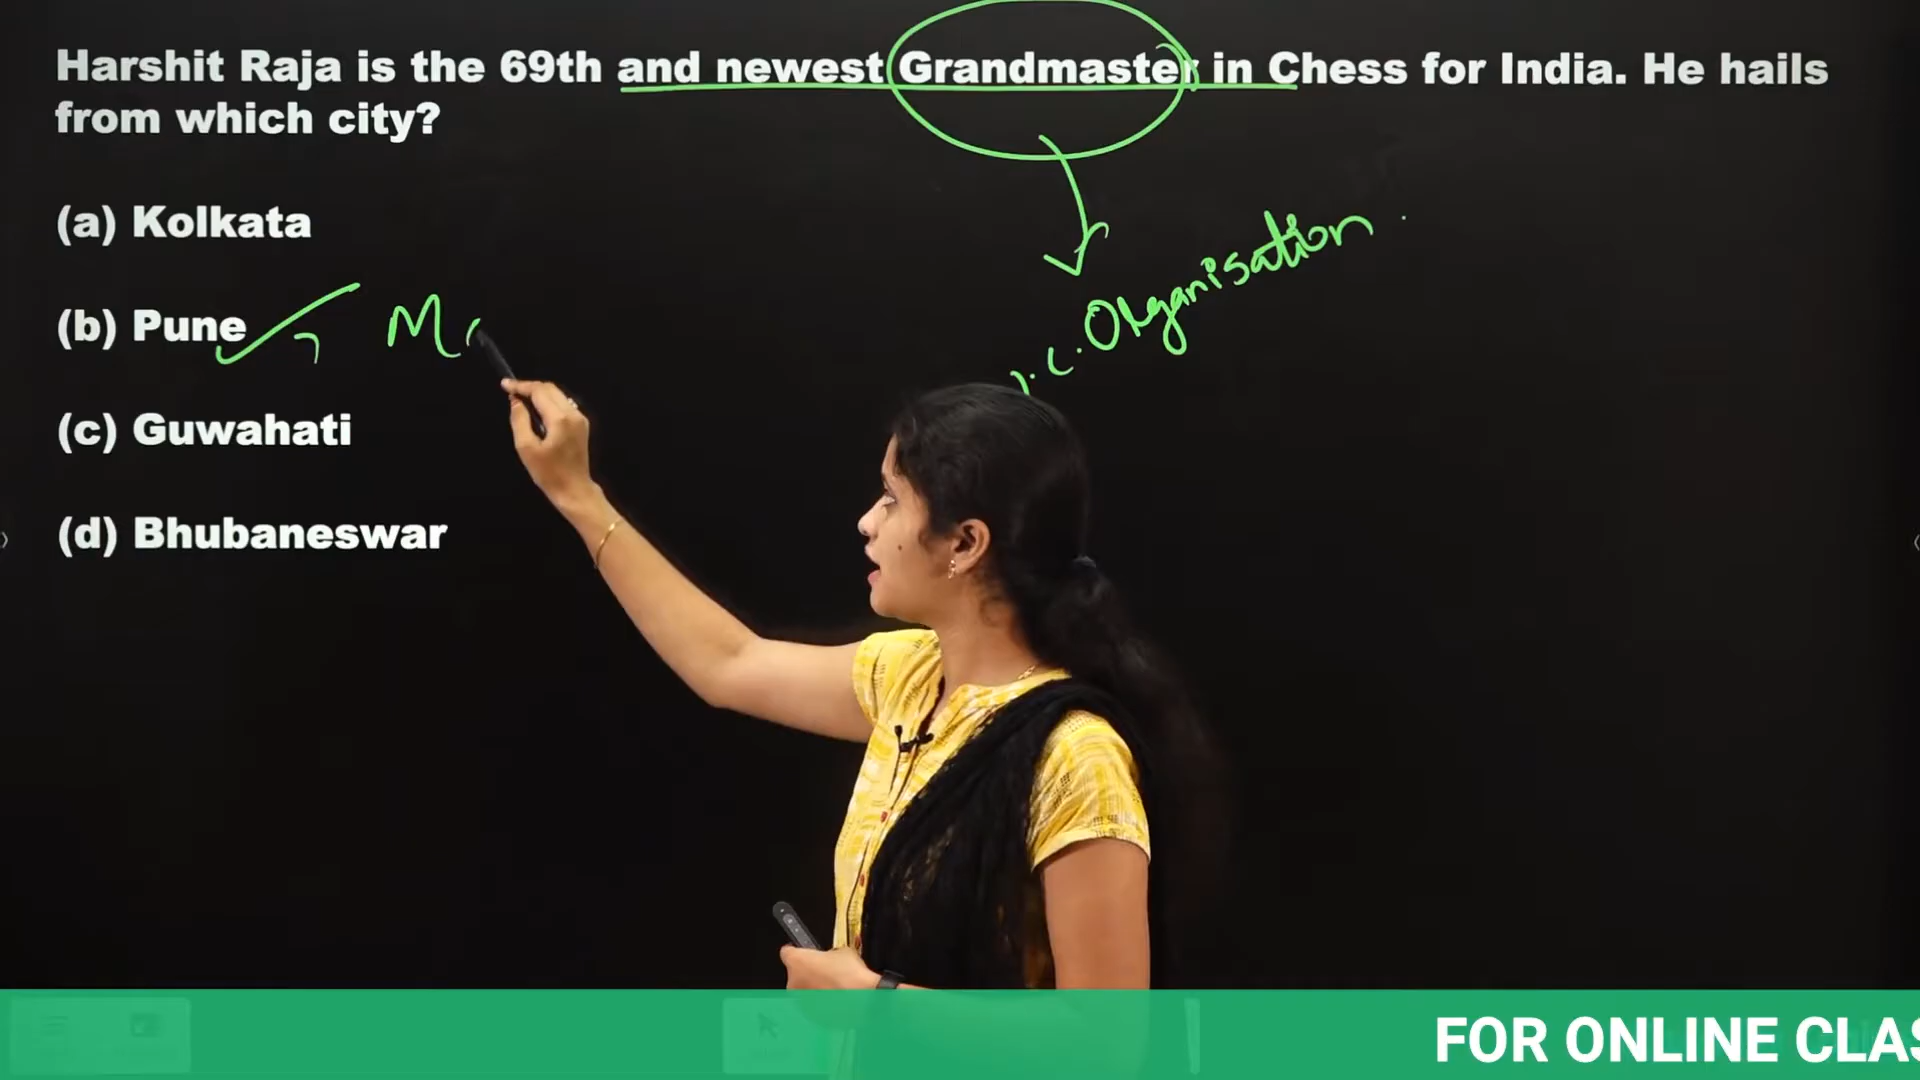 Harshit Raja is the 69th and newest Grandmaster in Chess for India. He hails
from which city?
(a) Kolkata
(b) Pune
M
(c) Guwahati
(d) Bhubaneswar
Organisation
FOR ONLINE CLAS